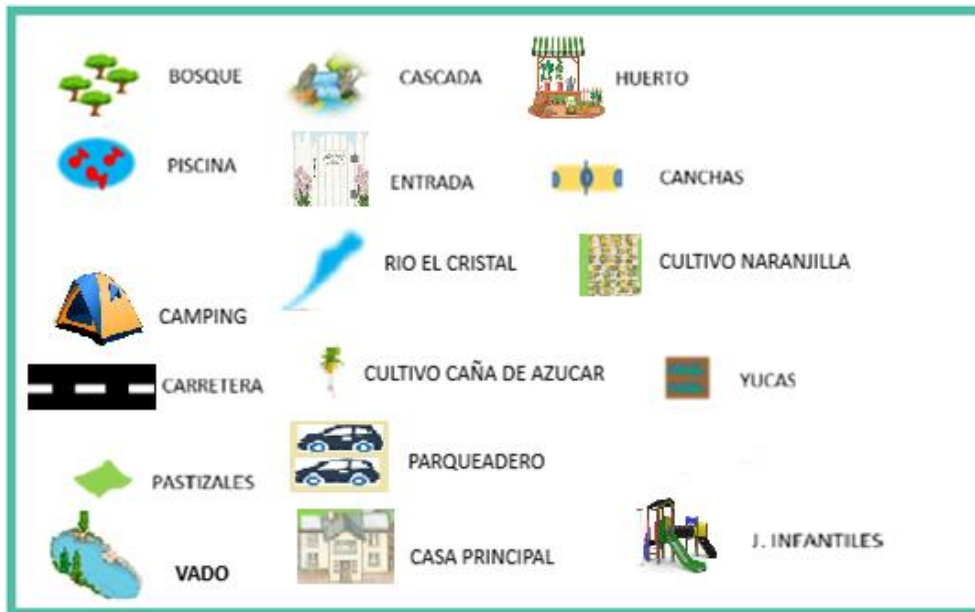 BOSQUE
CASCADA
HUERTO
PISCINA
ENTRADA
CANCHAS
RIO EL CRISTAL
CULTIVO NARANJILLA
CAMPING
CARRETERA
CULTIVO CAÑA DE AZUCAR
YUCAS
PASTIZALES
PARQUEADERO
VADO
CASA PRINCIPAL
J. INFANTILES